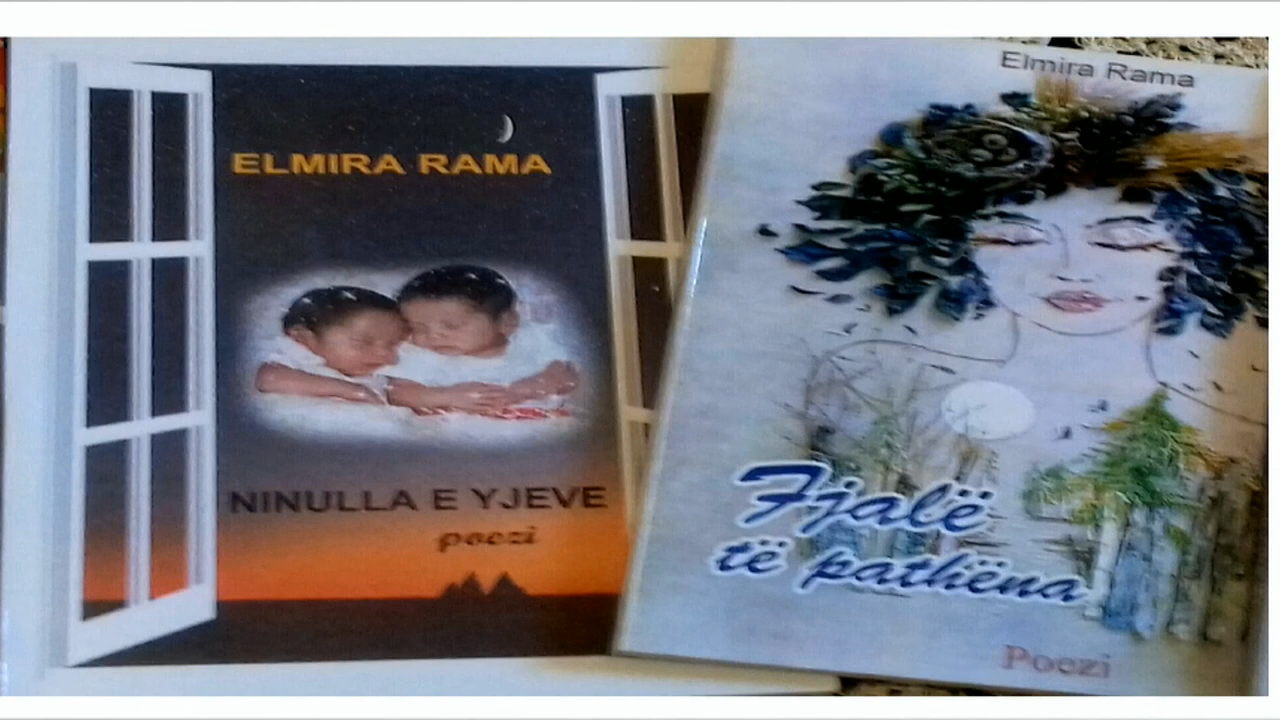 ELMIRA RAMA
NINULLA E YJEVE
poezi
Elmira Rama
Fjalë
të pathëna
Poezi